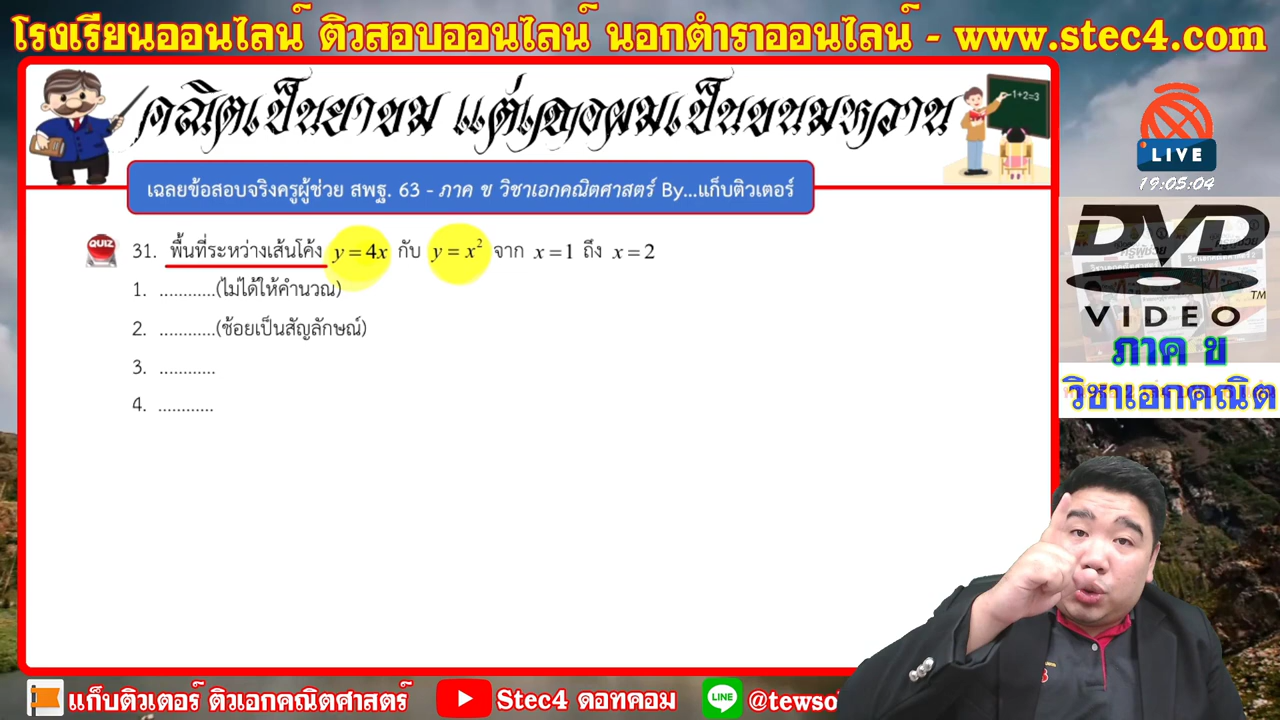 โรงเรียนออนไลน์ ติวสอบออนไลน์ นอกตำราออนไลน์ - www.stec4.com
คณิตเป็นยาขม แต่เธอผมเป็นขนมหวาน
1+2=3
LIVE
19:05:04
เฉลยข้อสอบจริงครูผู้ช่วย สพฐ. 63 - ภาค ข วิชาเอกคณิตศาสตร์ By...แก็บติวเตอร์
QUIZ
31. พื้นที่ระหว่างเส้นโค้ง y = 4x กับ y = x² จาก x = 1 ถึง x = 2
1. ............(ไม่ได้ให้คำนวณ)
2. ............(ช้อยเป็นสัญลักษณ์)
3. ............
4. ............
DVD
VIDEO TM
ภาค ข
วิชาเอกคณิต
แก็บติวเตอร์ ติวเอกคณิตศาสตร์
Stec4 ดอทคอม
LINE
@tewso